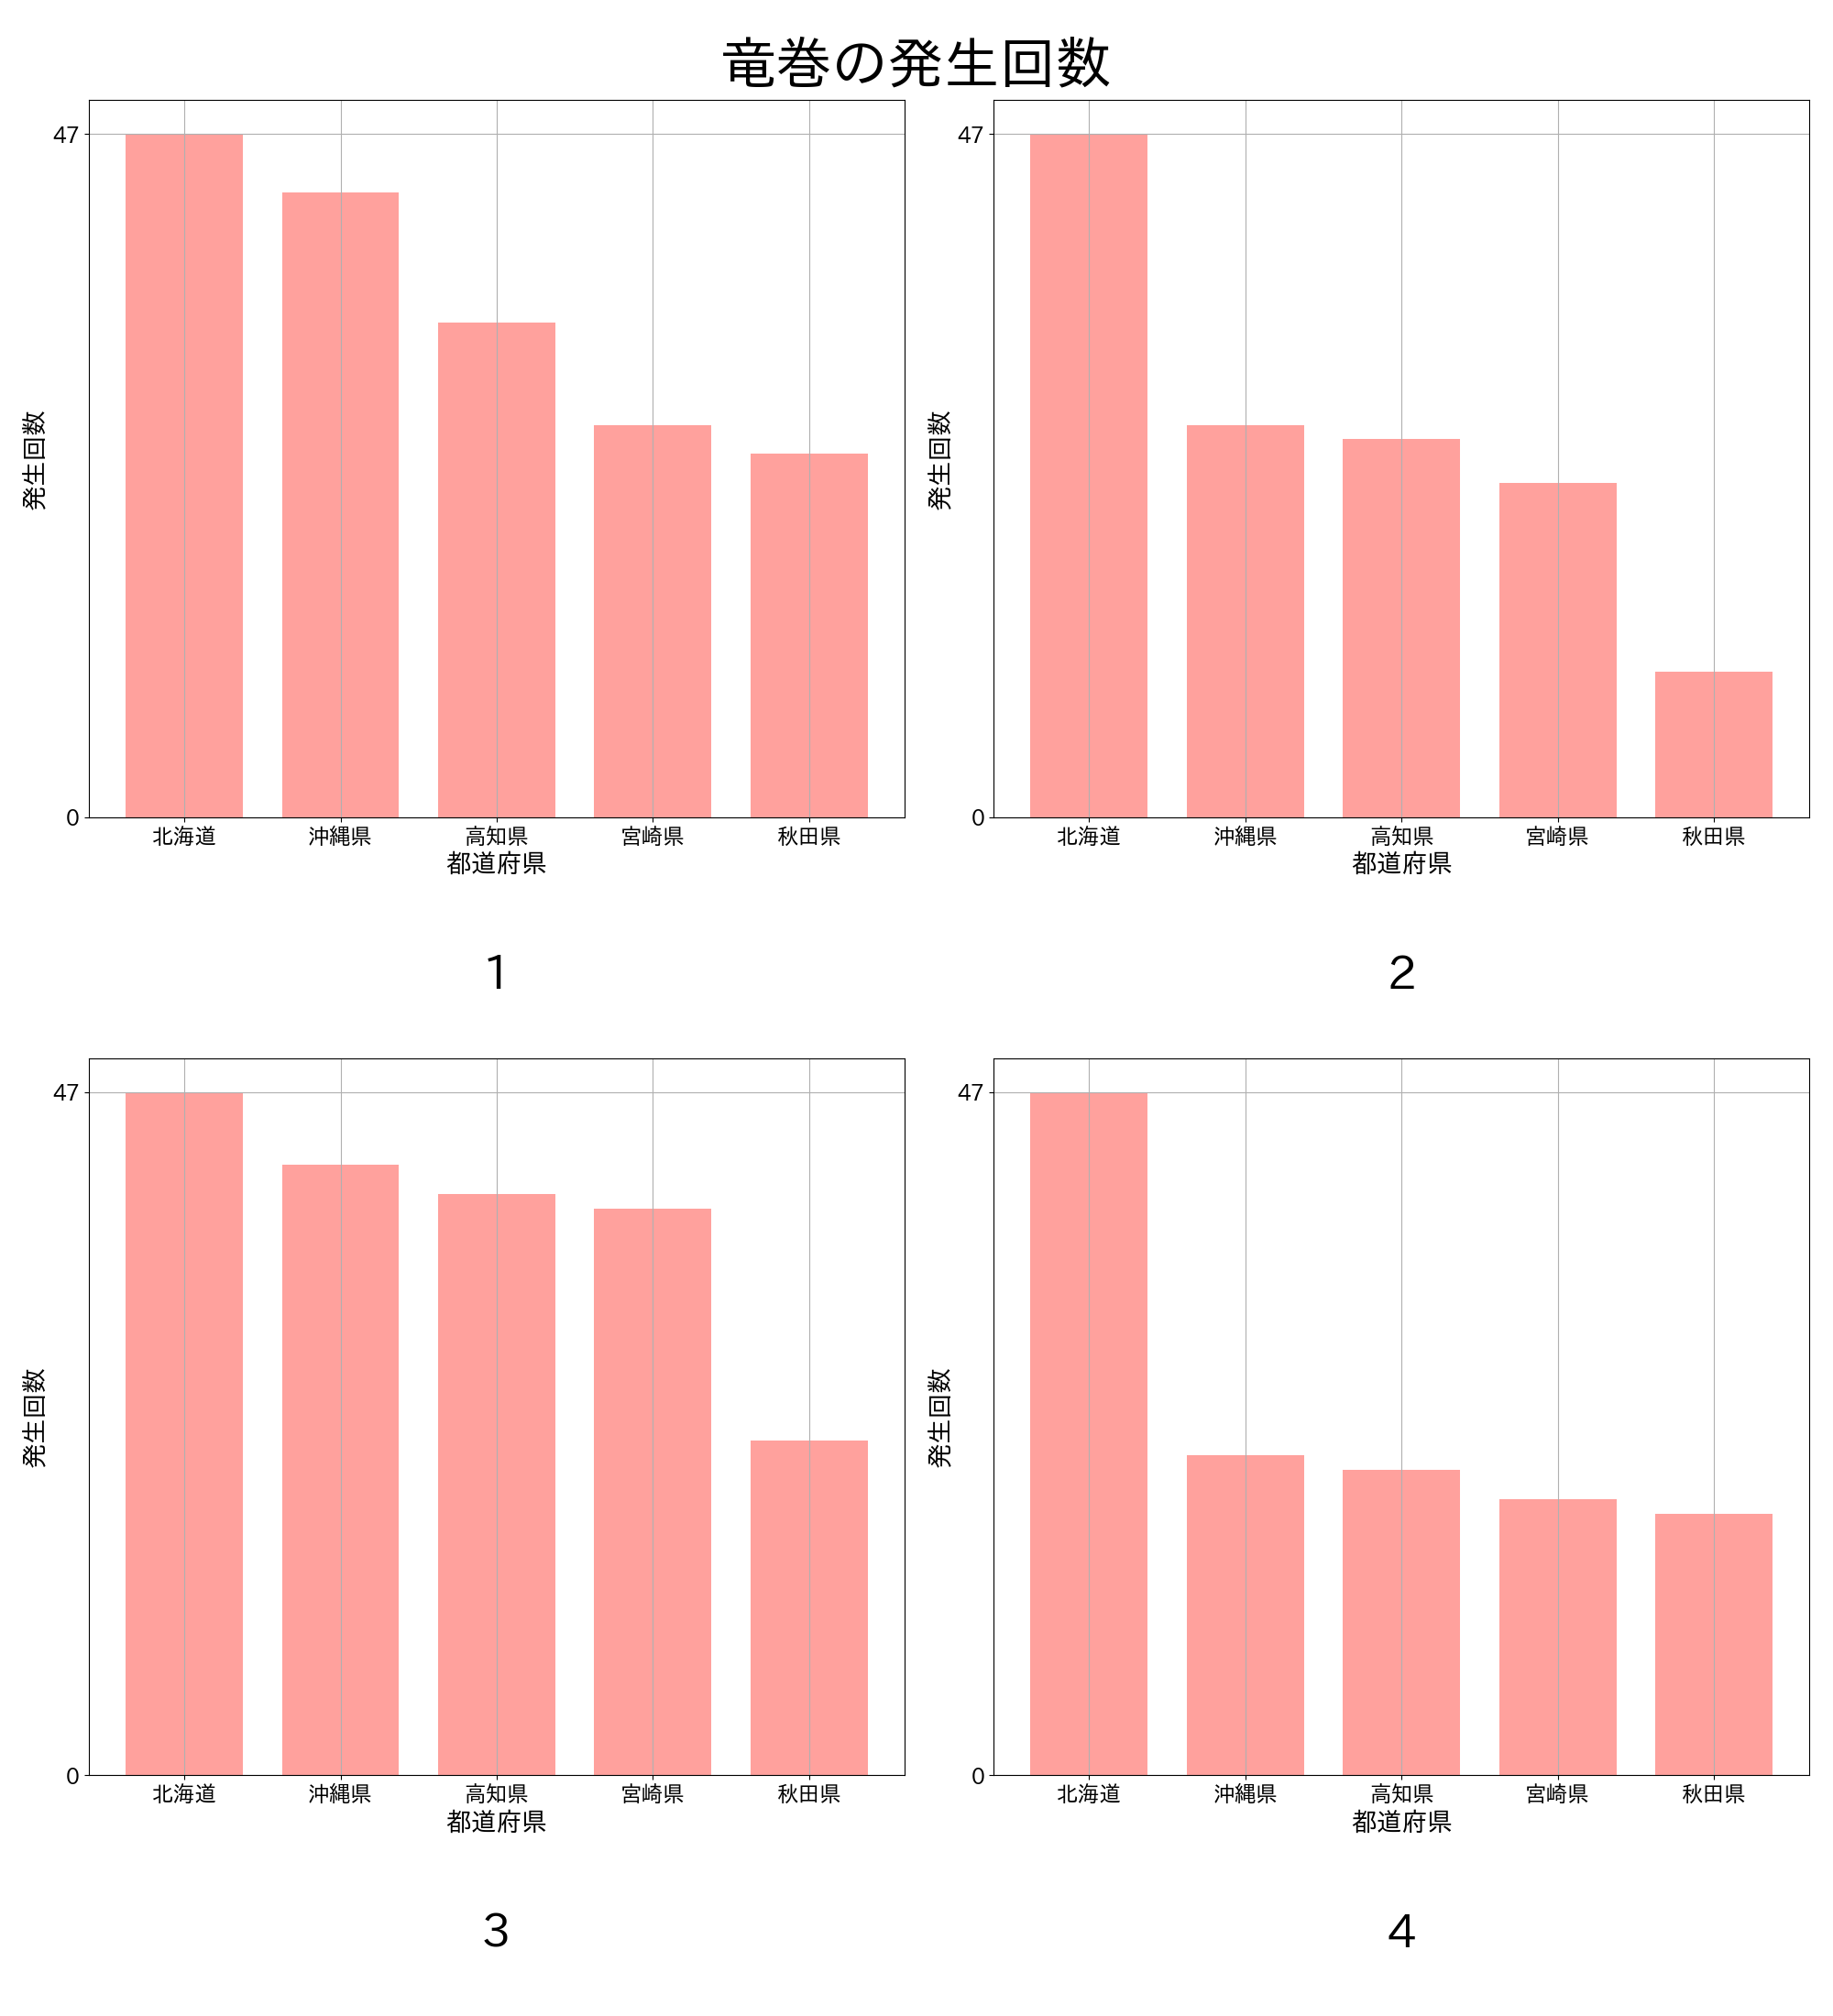 竜巻の発生回数
47
0
発生回数
北海道 沖縄県 高知県 宮崎県 秋田県
都道府県
1
47
0
発生回数
北海道 沖縄県 高知県 宮崎県 秋田県
都道府県
2
47
0
発生回数
北海道 沖縄県 高知県 宮崎県 秋田県
都道府県
3
47
0
発生回数
北海道 沖縄県 高知県 宮崎県 秋田県
都道府県
4